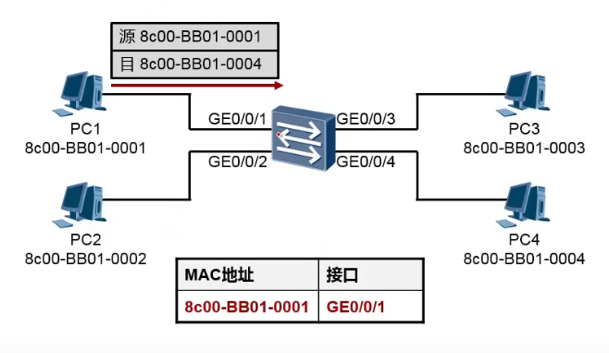 源 8c00-BB01-0001
目 8c00-BB01-0004
GE0/0/1
GE0/0/3
PC1
8c00-BB01-0001
PC3
8c00-BB01-0003
GE0/0/2
GE0/0/4
PC2
8c00-BB01-0002
PC4
8c00-BB01-0004
MAC地址 接口
8c00-BB01-0001 GE0/0/1